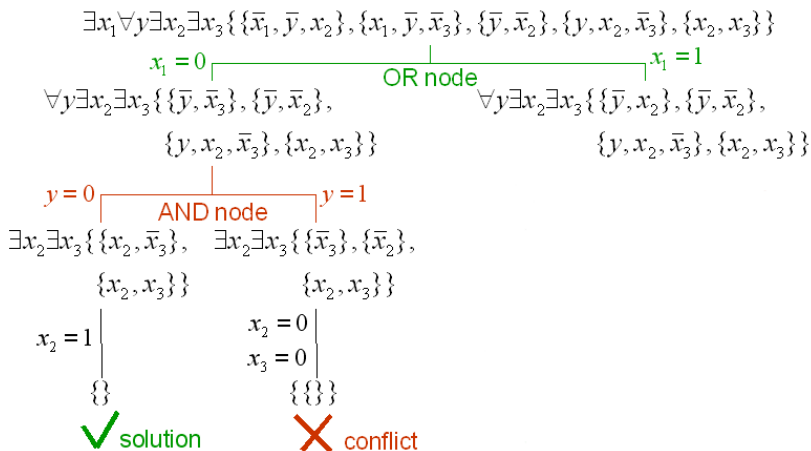 ∃x₁∀y∃x₂∃x₃{{x̄₁, ȳ, x₂}, {x₁, ȳ, x̄₃}, {ȳ, x̄₂}, {y, x₂, x̄₃}, {x₂, x₃}}
x₁ = 0 OR node x₁ = 1
∀y∃x₂∃x₃{{ȳ, x̄₃}, {ȳ, x̄₂}, ∀y∃x₂∃x₃{{ȳ, x₂}, {ȳ, x̄₂},
{y, x₂, x̄₃}, {x₂, x₃}} {y, x₂, x̄₃}, {x₂, x₃}}
y = 0 AND node y = 1
∃x₂∃x₃{{x₂, x̄₃}, ∃x₂∃x₃{{x̄₃}, {x̄₂},
{x₂, x₃}} {x₂, x₃}}
x₂ = 1 x₂ = 0
x₃ = 0
{} {{}}
solution conflict